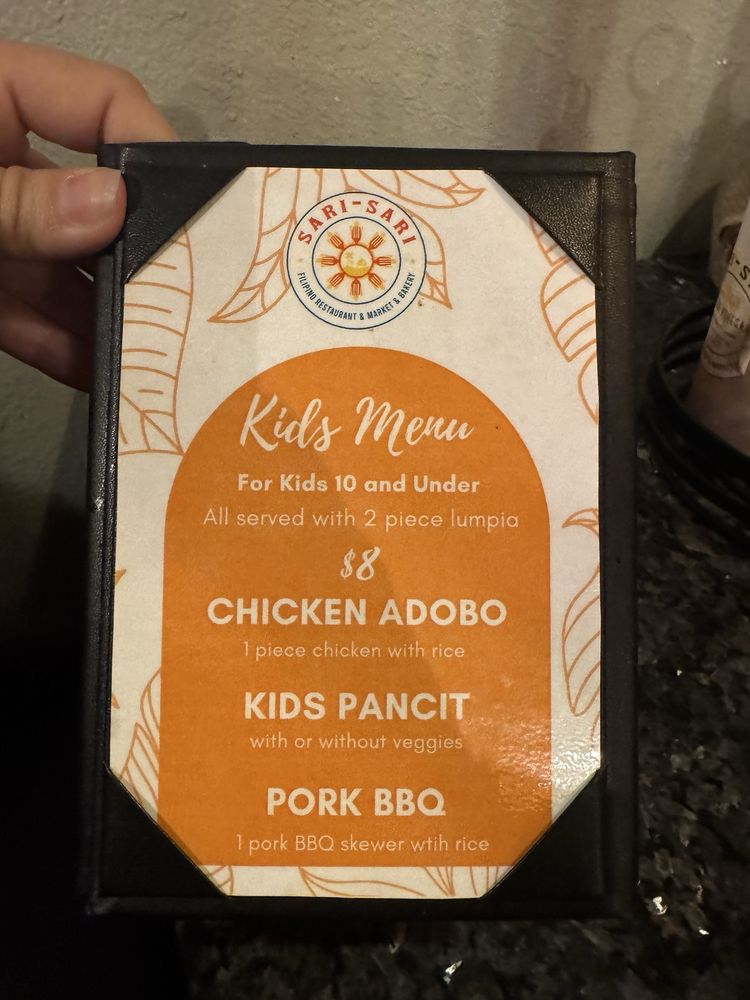 SARI-SARI
FILIPINO RESTAURANT & MARKET & BAKERY
Kids Menu
For Kids 10 and Under
All served with 2 piece lumpia
$8
CHICKEN ADOBO
1 piece chicken with rice
KIDS PANCIT
with or without veggies
PORK BBQ
1 pork BBQ skewer wtih rice